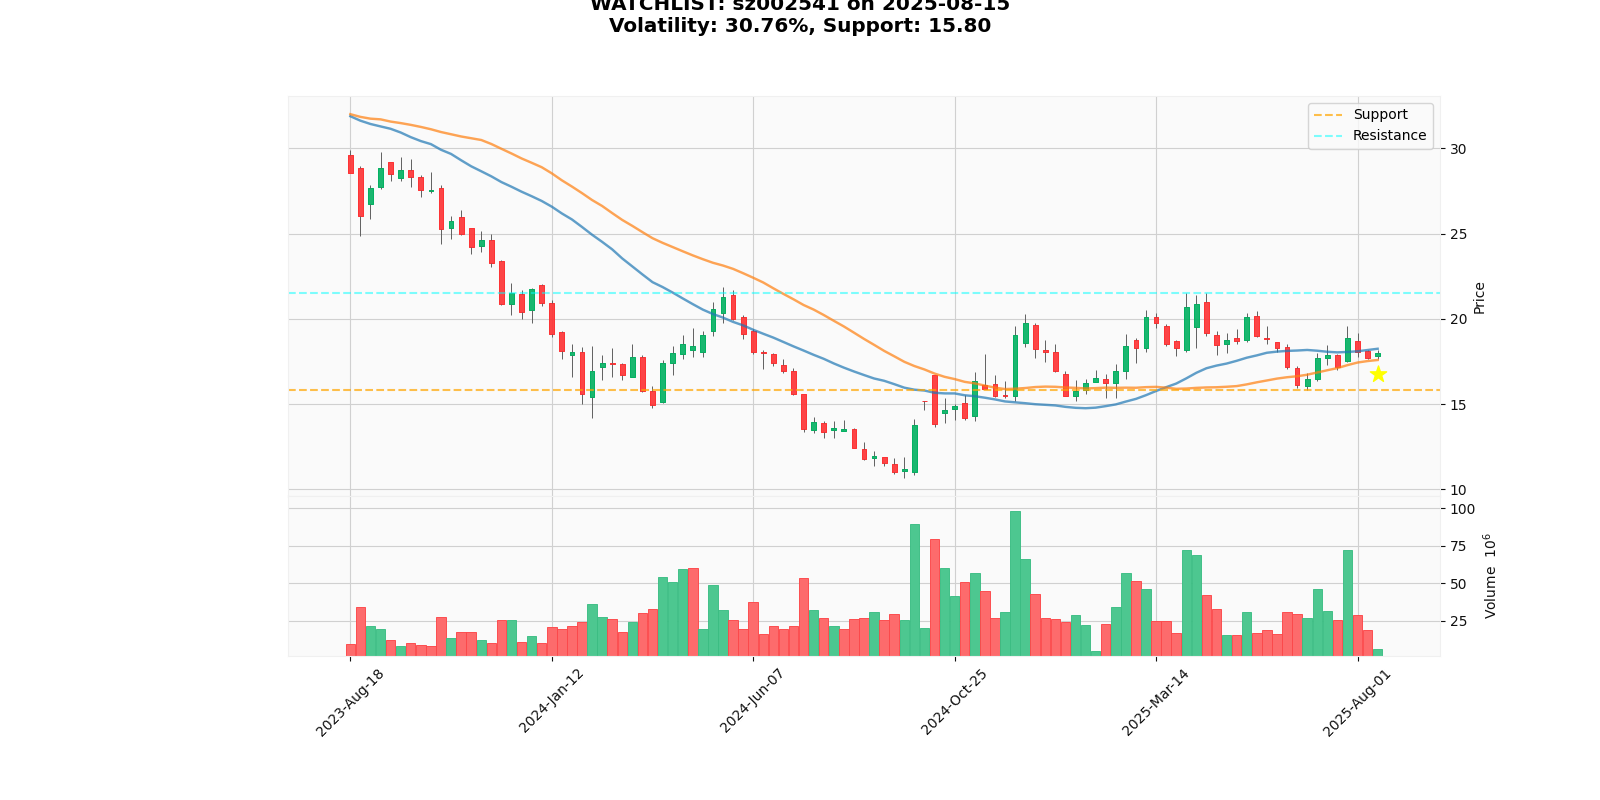 WATCHLIST: sz002541 on 2025-08-15
Volatility: 30.76%, Support: 15.80
Support
Resistance
30
25
20
15
10
Price
100
75
50
25
Volume 10^6
2023-Aug-18
2024-Jan-12
2024-Jun-07
2024-Oct-25
2025-Mar-14
2025-Aug-01